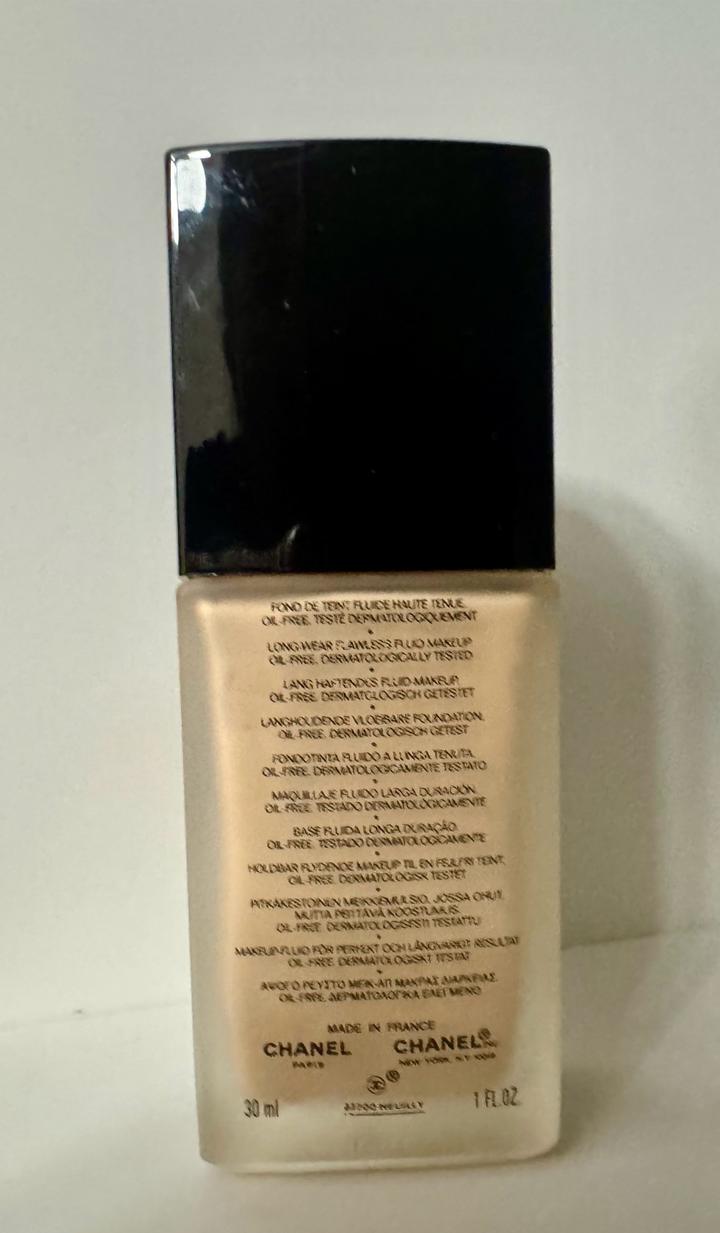 FOND DE TEINT FLUIDE HAUTE TENUE.
OIL-FREE. TESTÉ DERMATOLOGIQUEMENT
LONG-WEAR FLAWLESS FLUID MAKEUP
OIL-FREE. DERMATOLOGICALLY TESTED
LANG HAFTENDES FLUID-MAKEUP.
OIL-FREE. DERMATOLOGISCH GETESTET
LANGHOUDENDE VLOEIBARE FOUNDATION.
OIL-FREE. DERMATOLOGISCH GETEST
FONDOTINTA FLUIDO A LUNGA TENUTA.
OIL-FREE. DERMATOLOGICAMENTE TESTATO
MAQUILLAJE FLUIDO LARGA DURACIÓN.
OIL-FREE. TESTADO DERMATOLÓGICAMENTE
BASE FLUIDA LONGA DURAÇÃO.
OIL-FREE. TESTADO DERMATOLOGICAMENTE
HOLDBAR FLYDENDE MAKEUP TIL EN FEJLFRI TEINT.
OIL-FREE. DERMATOLOGISK TESTET
PITKÄKESTOINEN MEIKKIEMULSIO, JOSSA OHUT,
MUTTA PEITTÄVÄ KOOSTUMUS.
OIL-FREE. DERMATOLOGISESTI TESTATTU
MAKEUP-FLUID FÖR PERFEKT OCH LÅNGVARIGT RESULTAT
OIL-FREE. DERMATOLOGISKT TESTAT
ΑΨΟΓΟ ΡΕΥΣΤΟ ΜΕΙΚ-ΑΠ ΜΑΚΡΑΣ ΔΙΑΡΚΕΙΑΣ.
OIL-FREE. ΔΕΡΜΑΤΟΛΟΓΙΚΑ ΕΛΕΓΜΕΝΟ
MADE IN FRANCE
CHANEL CHANEL® INC
PARIS NEW YORK, N.Y.
®
30 ml NEUILLY 1 FL.OZ.